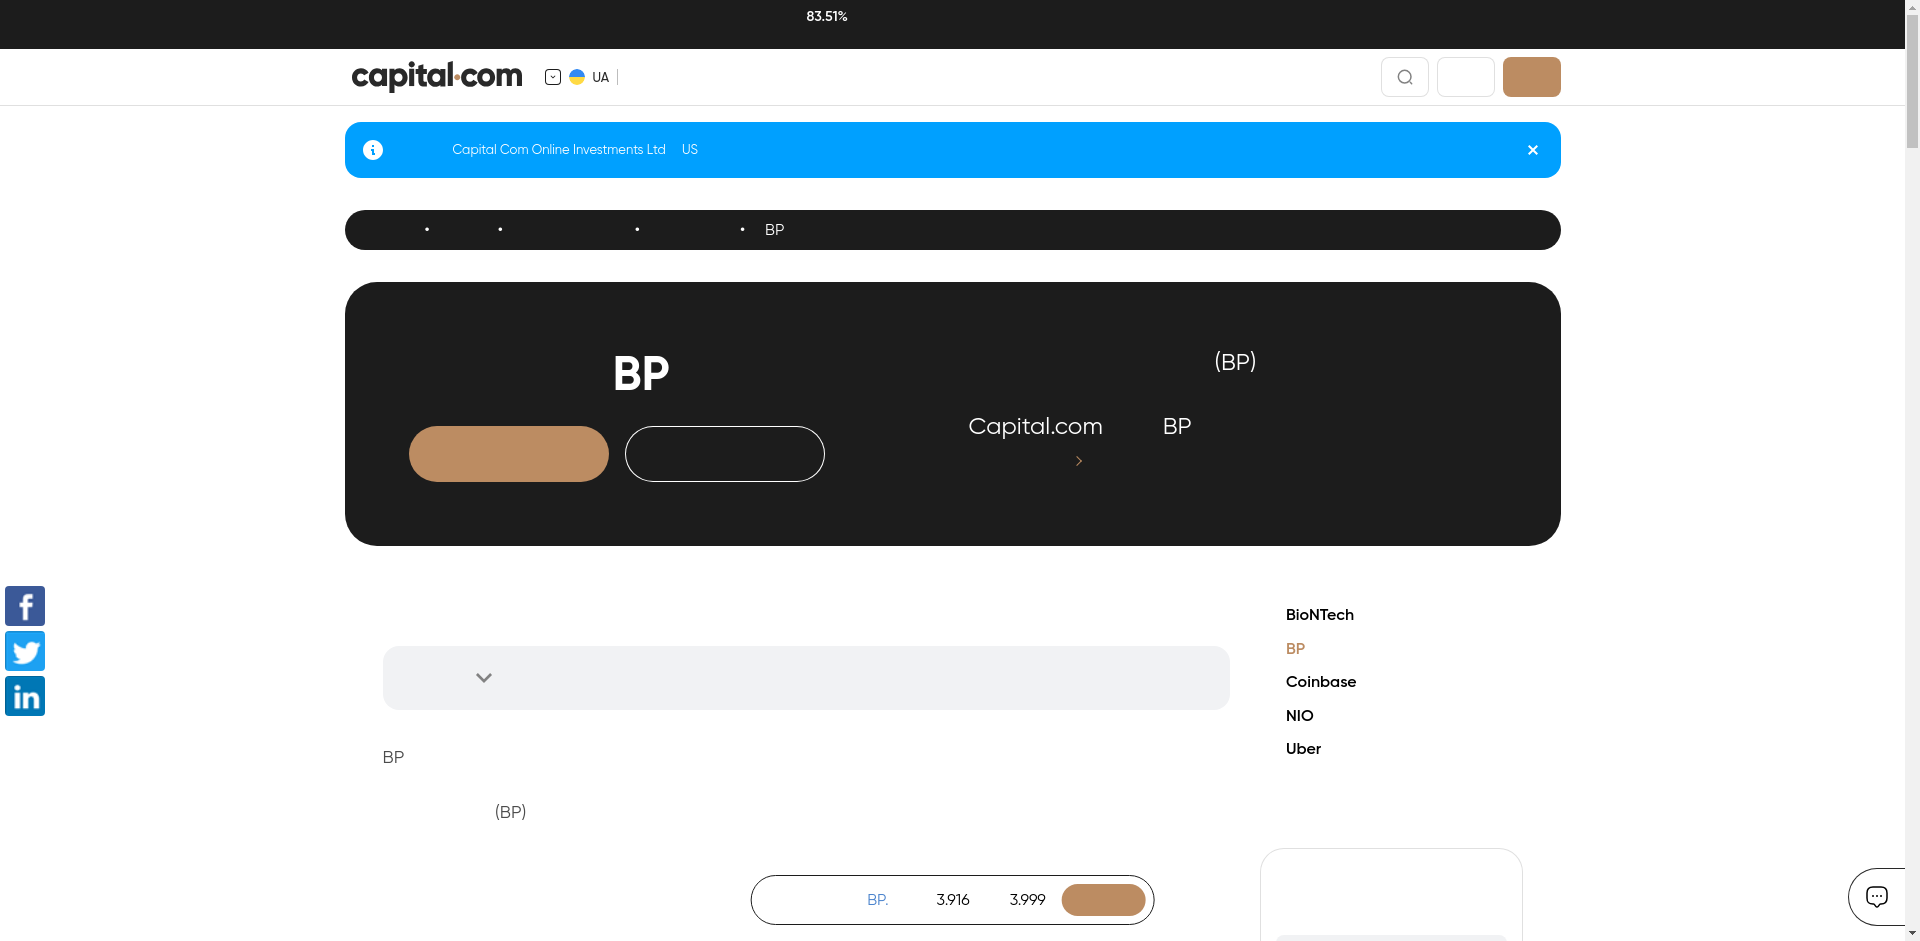 83.51%
capital.com
UA
Capital Com Online Investments Ltd US
BP
BP
(BP)
Capital.com BP
BioNTech
BP
Coinbase
NIO
Uber
BP
(BP)
BP. 3.916 3.999